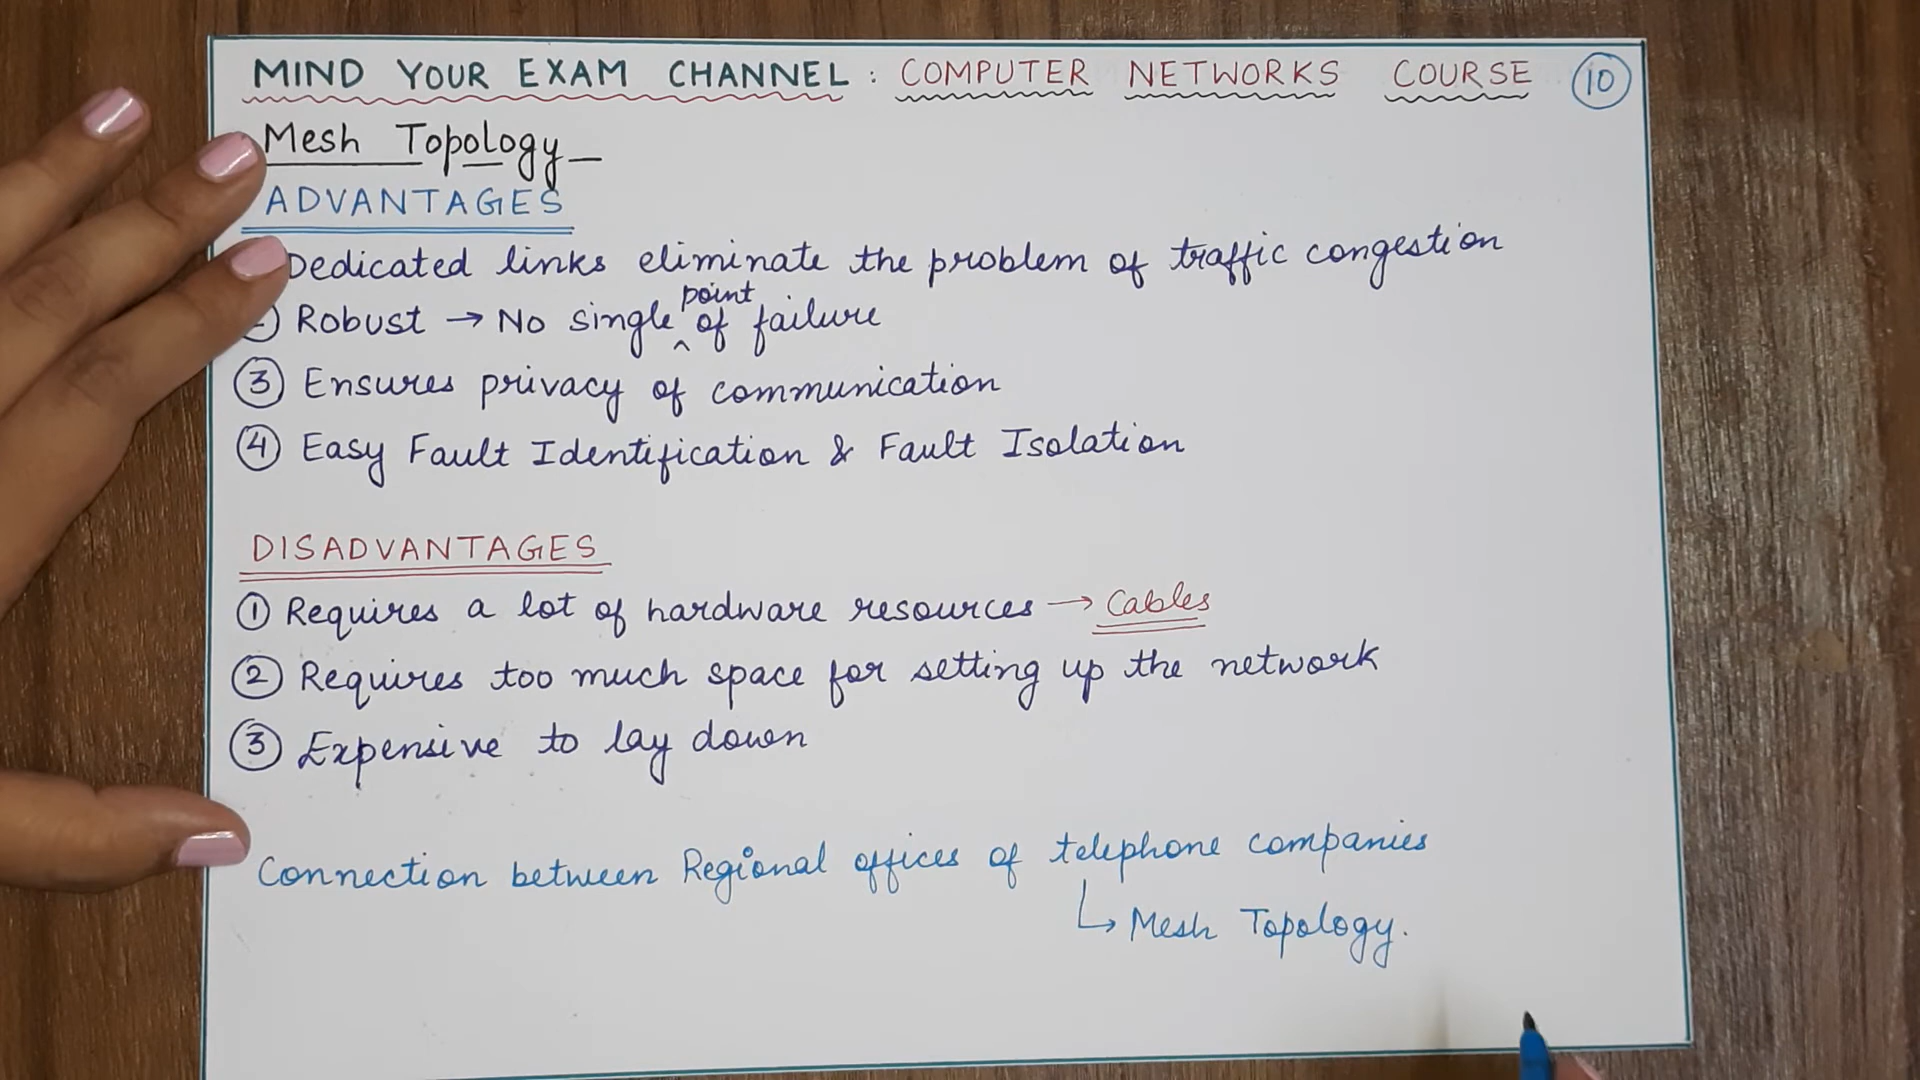 MIND YOUR EXAM CHANNEL : COMPUTER NETWORKS COURSE 10
Mesh Topology
ADVANTAGES
Dedicated links eliminate the problem of traffic congestion
Robust → No single point of failure
3 Ensures privacy of communication
4 Easy Fault Identification & Fault Isolation
DISADVANTAGES
1 Requires a lot of hardware resources → Cables
2 Requires too much space for setting up the network
3 Expensive to lay down
Connection between Regional offices of telephone companies
↳ Mesh Topology.